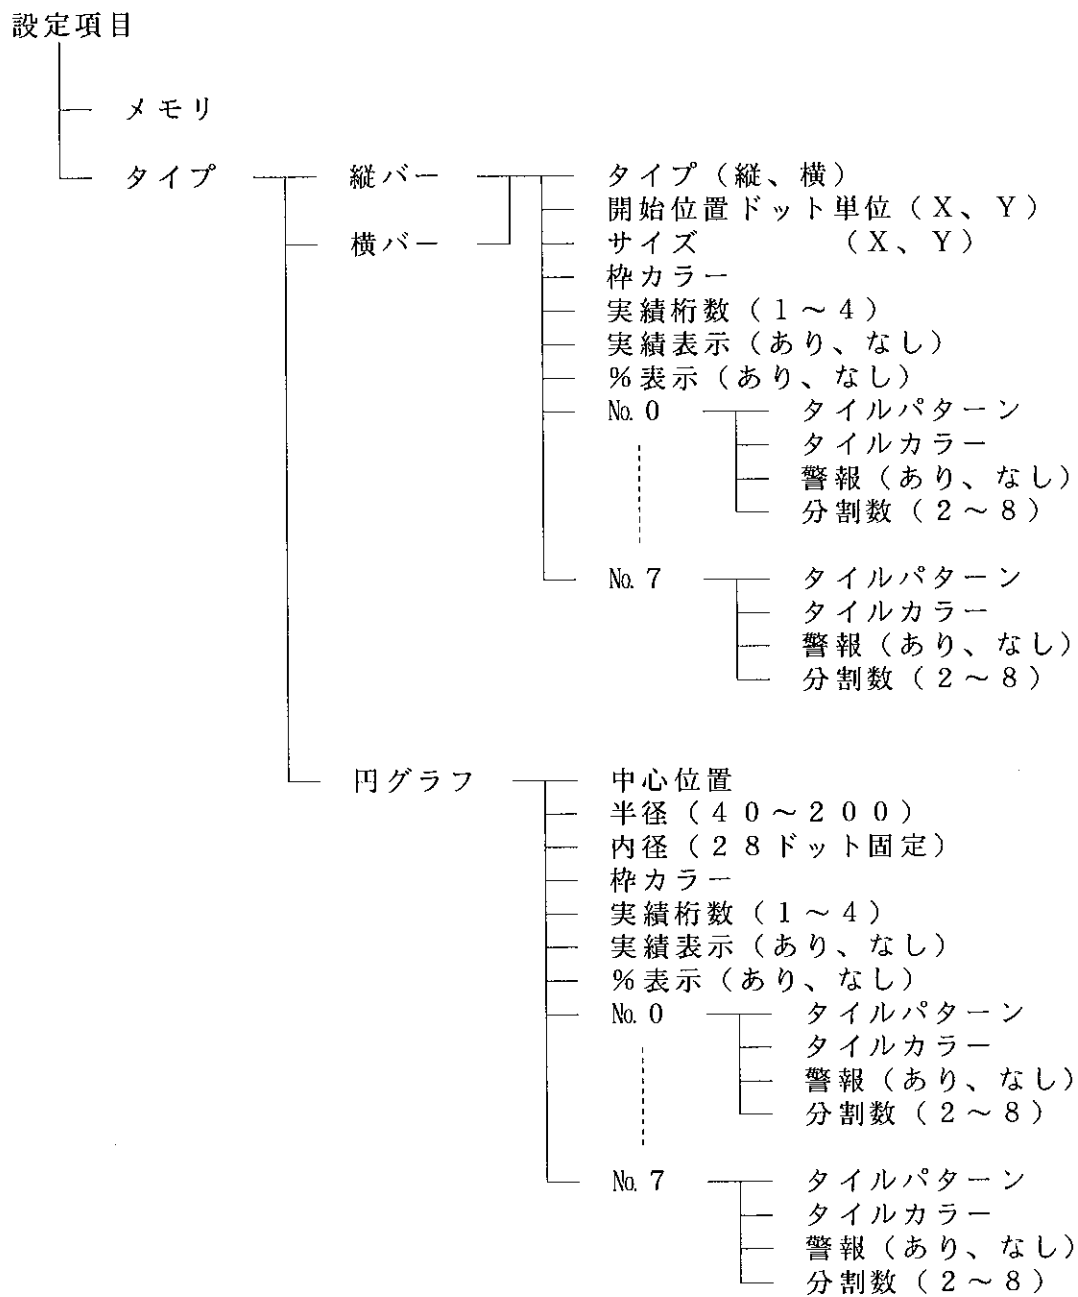 設定項目
メモリ
タイプ 縦バー タイプ（縦、横）
開始位置ドット単位（Ｘ、Ｙ）
横バー サイズ （Ｘ、Ｙ）
枠カラー
実績桁数（１～４）
実績表示（あり、なし）
％表示（あり、なし）
№０ タイルパターン
タイルカラー
警報（あり、なし）
分割数（２～８）
№７ タイルパターン
タイルカラー
警報（あり、なし）
分割数（２～８）
円グラフ 中心位置
半径（４０～２００）
内径（２８ドット固定）
枠カラー
実績桁数（１～４）
実績表示（あり、なし）
％表示（あり、なし）
№０ タイルパターン
タイルカラー
警報（あり、なし）
分割数（２～８）
№７ タイルパターン
タイルカラー
警報（あり、なし）
分割数（２～８）